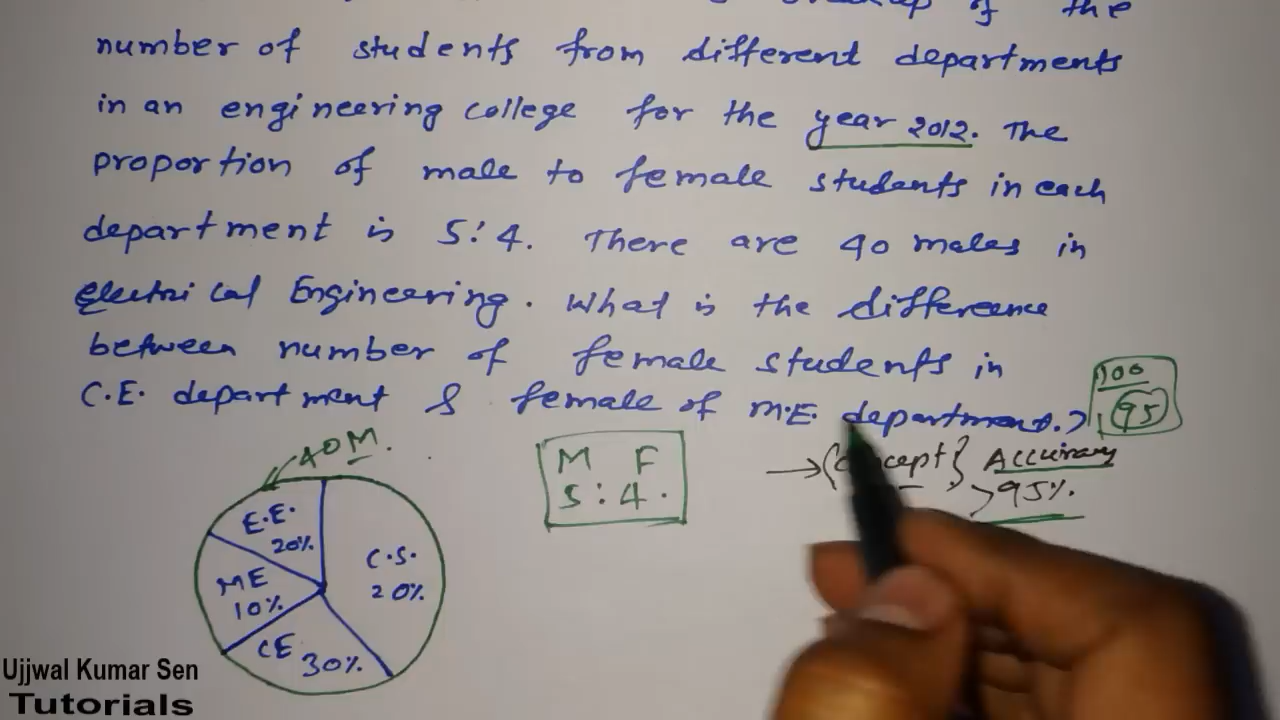 of the
number of students from different departments
in an engineering college for the year 2012. The
proportion of male to female students in each
department is 5:4. There are 40 males in
Electrical Engineering. What is the difference
between number of female students in
C.E. department & female of M.E. department.?
100
95
→ {Concept} Accuracy
>95%.
40M.
M F
5:4.
E.E.
20%
C.S.
20%
ME
10%
CE 30%
Ujjwal Kumar Sen
Tutorials